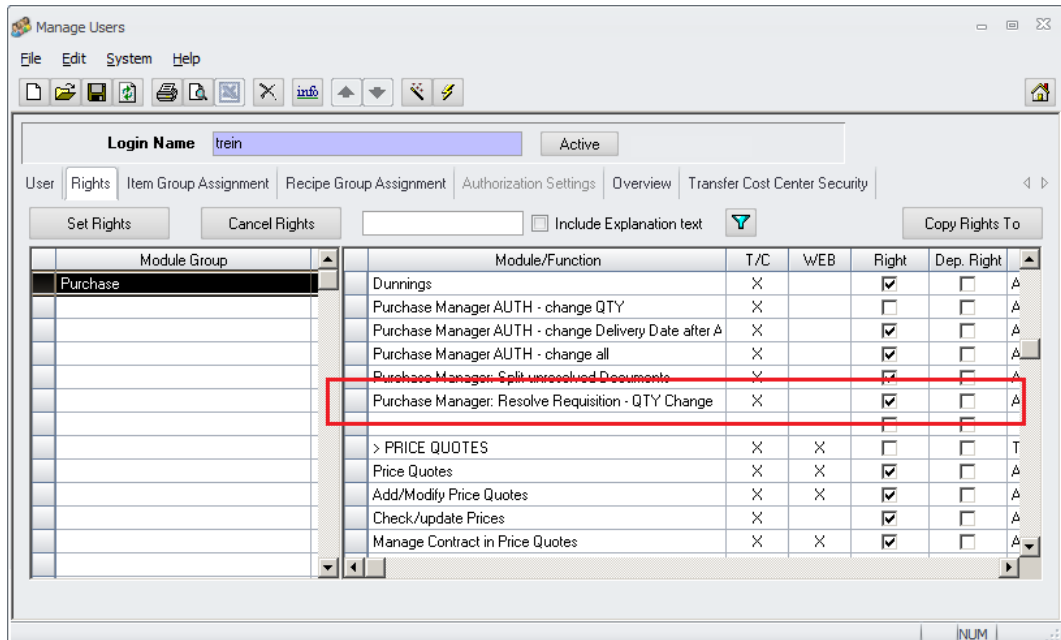 Manage Users
File Edit System Help
info
Login Name trein Active
User Rights Item Group Assignment Recipe Group Assignment Authorization Settings Overview Transfer Cost Center Security
Set Rights Cancel Rights Include Explanation text Copy Rights To
Module Group Module/Function T/C WEB Right Dep. Right
Purchase Dunnings X A
Purchase Manager AUTH - change QTY X A
Purchase Manager AUTH - change Delivery Date after A X A
Purchase Manager AUTH - change all X A
Purchase Manager: Split unresolved Documents X A
Purchase Manager: Resolve Requisition - QTY Change X A
> PRICE QUOTES X X T
Price Quotes X X A
Add/Modify Price Quotes X X A
Check/update Prices X A
Manage Contract in Price Quotes X X A
NUM